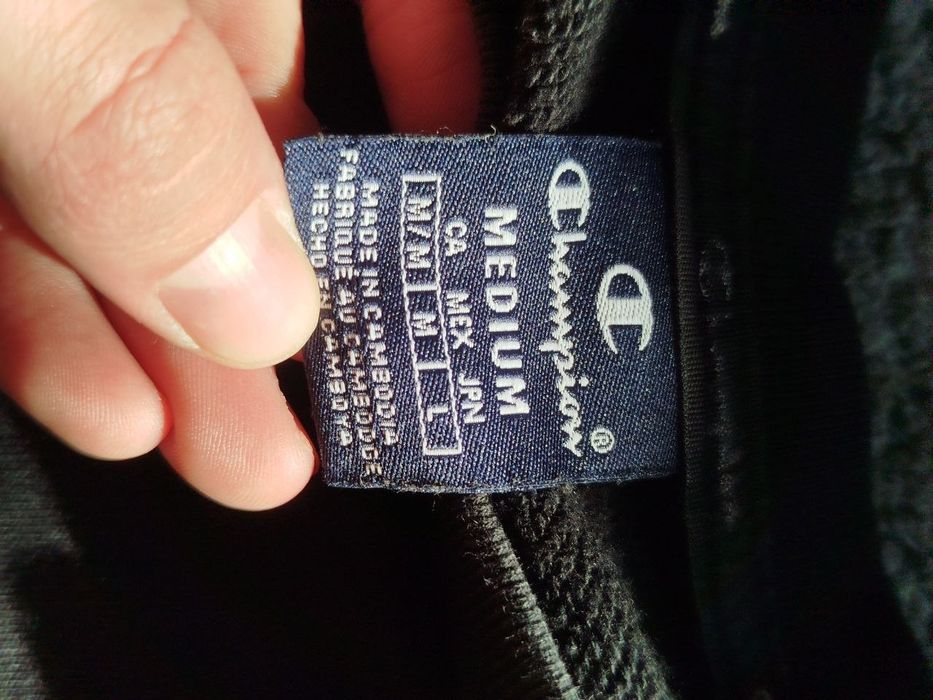 Champion®
MEDIUM
CA MEX JPN
M/M M L
MADE IN CAMBODIA
FABRIQUÉ AU CAMBODGE
HECHO EN CAMBOYA